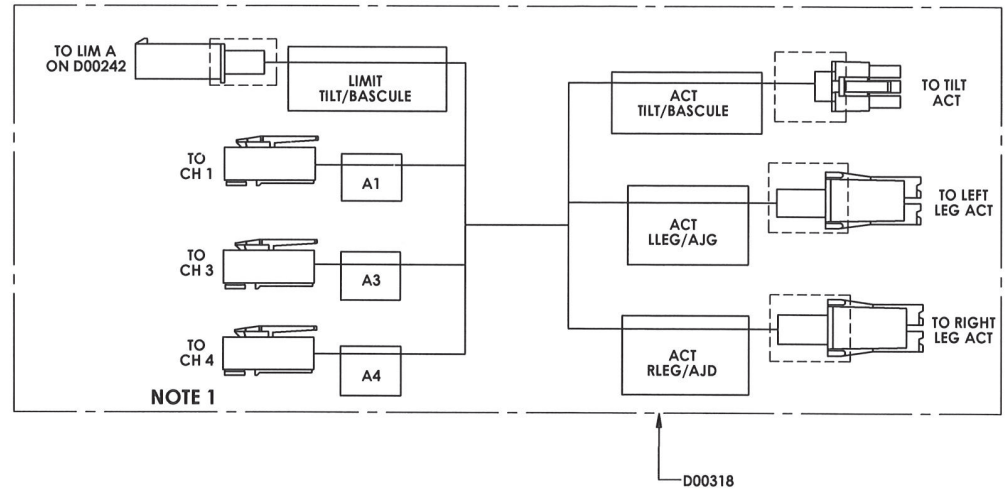 TO LIM A
ON D00242
LIMIT
TILT/BASCULE
TO
CH 1
A1
TO
CH 3
A3
TO
CH 4
A4
NOTE 1
ACT
TILT/BASCULE
TO TILT
ACT
ACT
LLEG/AJG
TO LEFT
LEG ACT
ACT
RLEG/AJD
TO RIGHT
LEG ACT
D00318